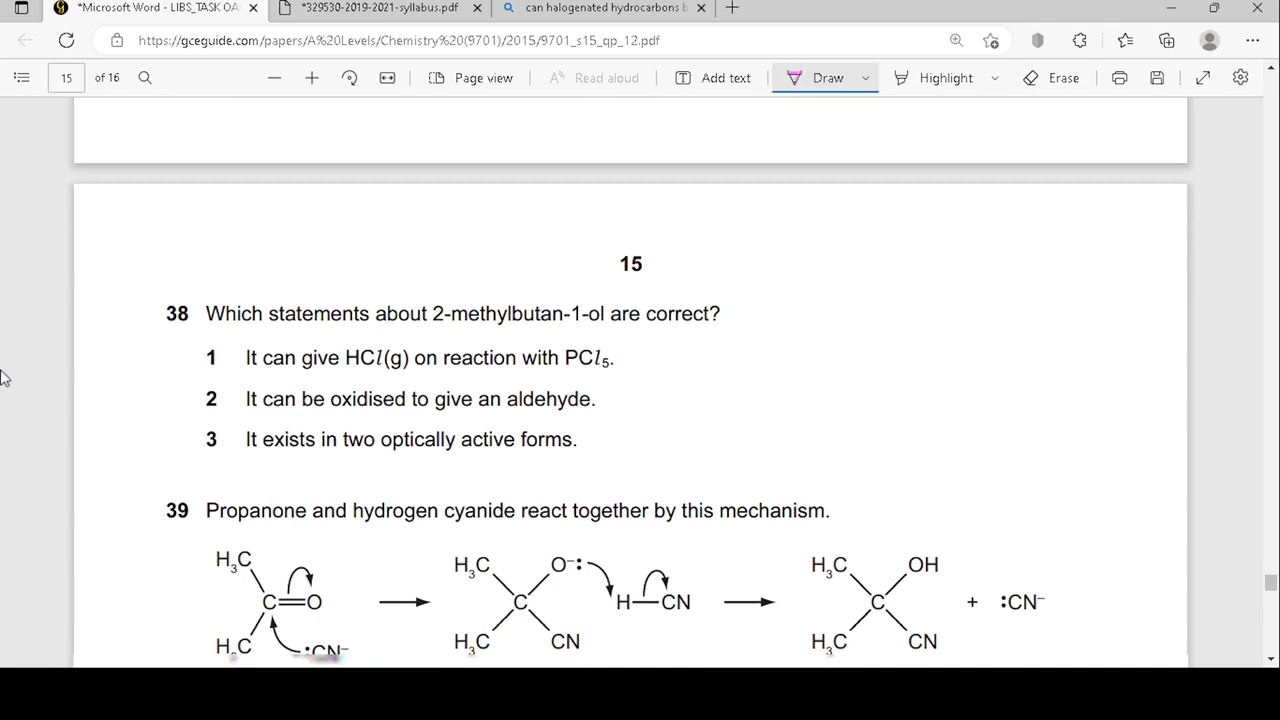 *Microsoft Word - LIBS_TASK OA
*329530-2019-2021-syllabus.pdf
can halogenated hydrocarbons b
https://gceguide.com/papers/A%20Levels/Chemistry%20(9701)/2015/9701_s15_qp_12.pdf
15 of 16
Page view
Read aloud
Add text
Draw
Highlight
Erase
15
38 Which statements about 2-methylbutan-1-ol are correct?
1 It can give HCl(g) on reaction with PCl₅.
2 It can be oxidised to give an aldehyde.
3 It exists in two optically active forms.
39 Propanone and hydrogen cyanide react together by this mechanism.
H₃C H₃C O⁻: H₃C OH
C=O C H—CN C + :CN⁻
H₃C :CN⁻ H₃C CN H₃C CN